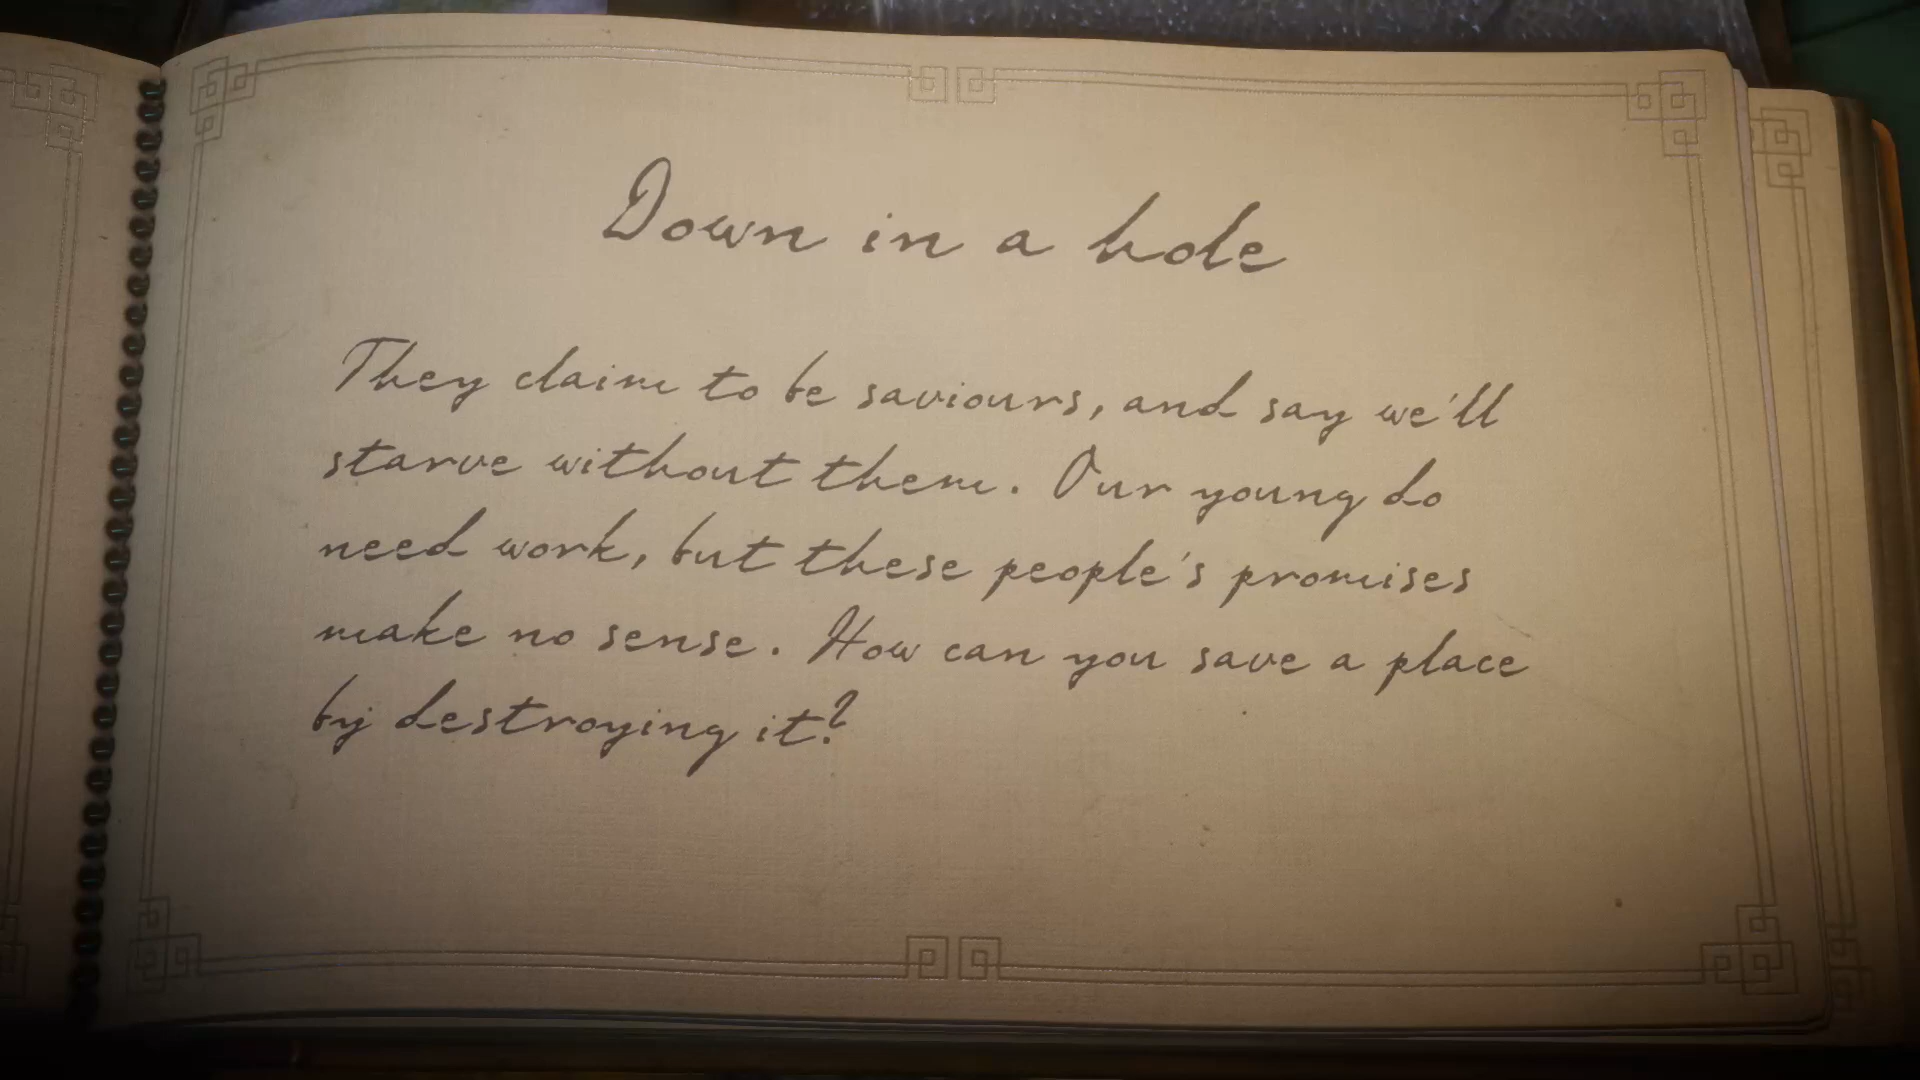 Down in a hole
They claim to be saviours, and say we'll
starve without them. Our young do
need work, but these people's promises
make no sense. How can you save a place
by destroying it?